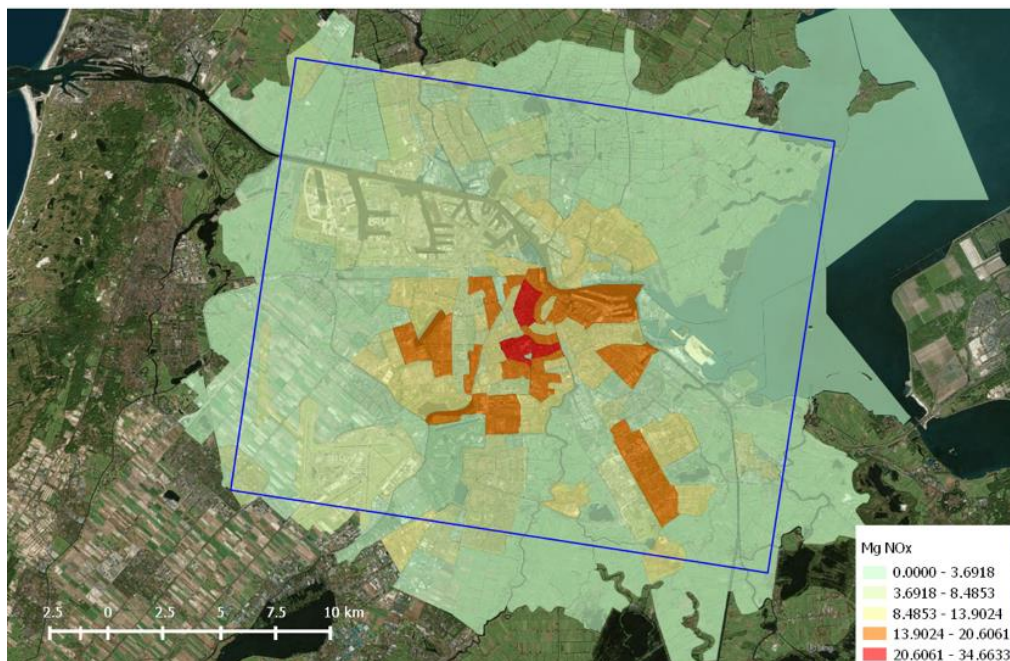 Mg NOx
0.0000 - 3.6918
3.6918 - 8.4853
8.4853 - 13.9024
13.9024 - 20.6061
20.6061 - 34.6633
2.5 0 2.5 5 7.5 10 km